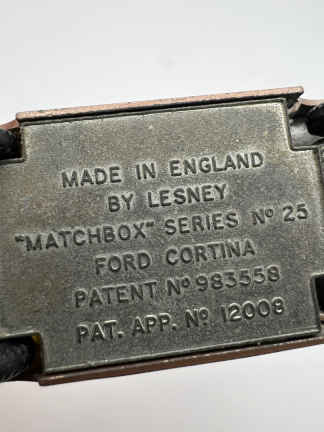 MADE IN ENGLAND
BY LESNEY
"MATCHBOX" SERIES No 25
FORD CORTINA
PATENT No 983558
PAT. APP. No 12008